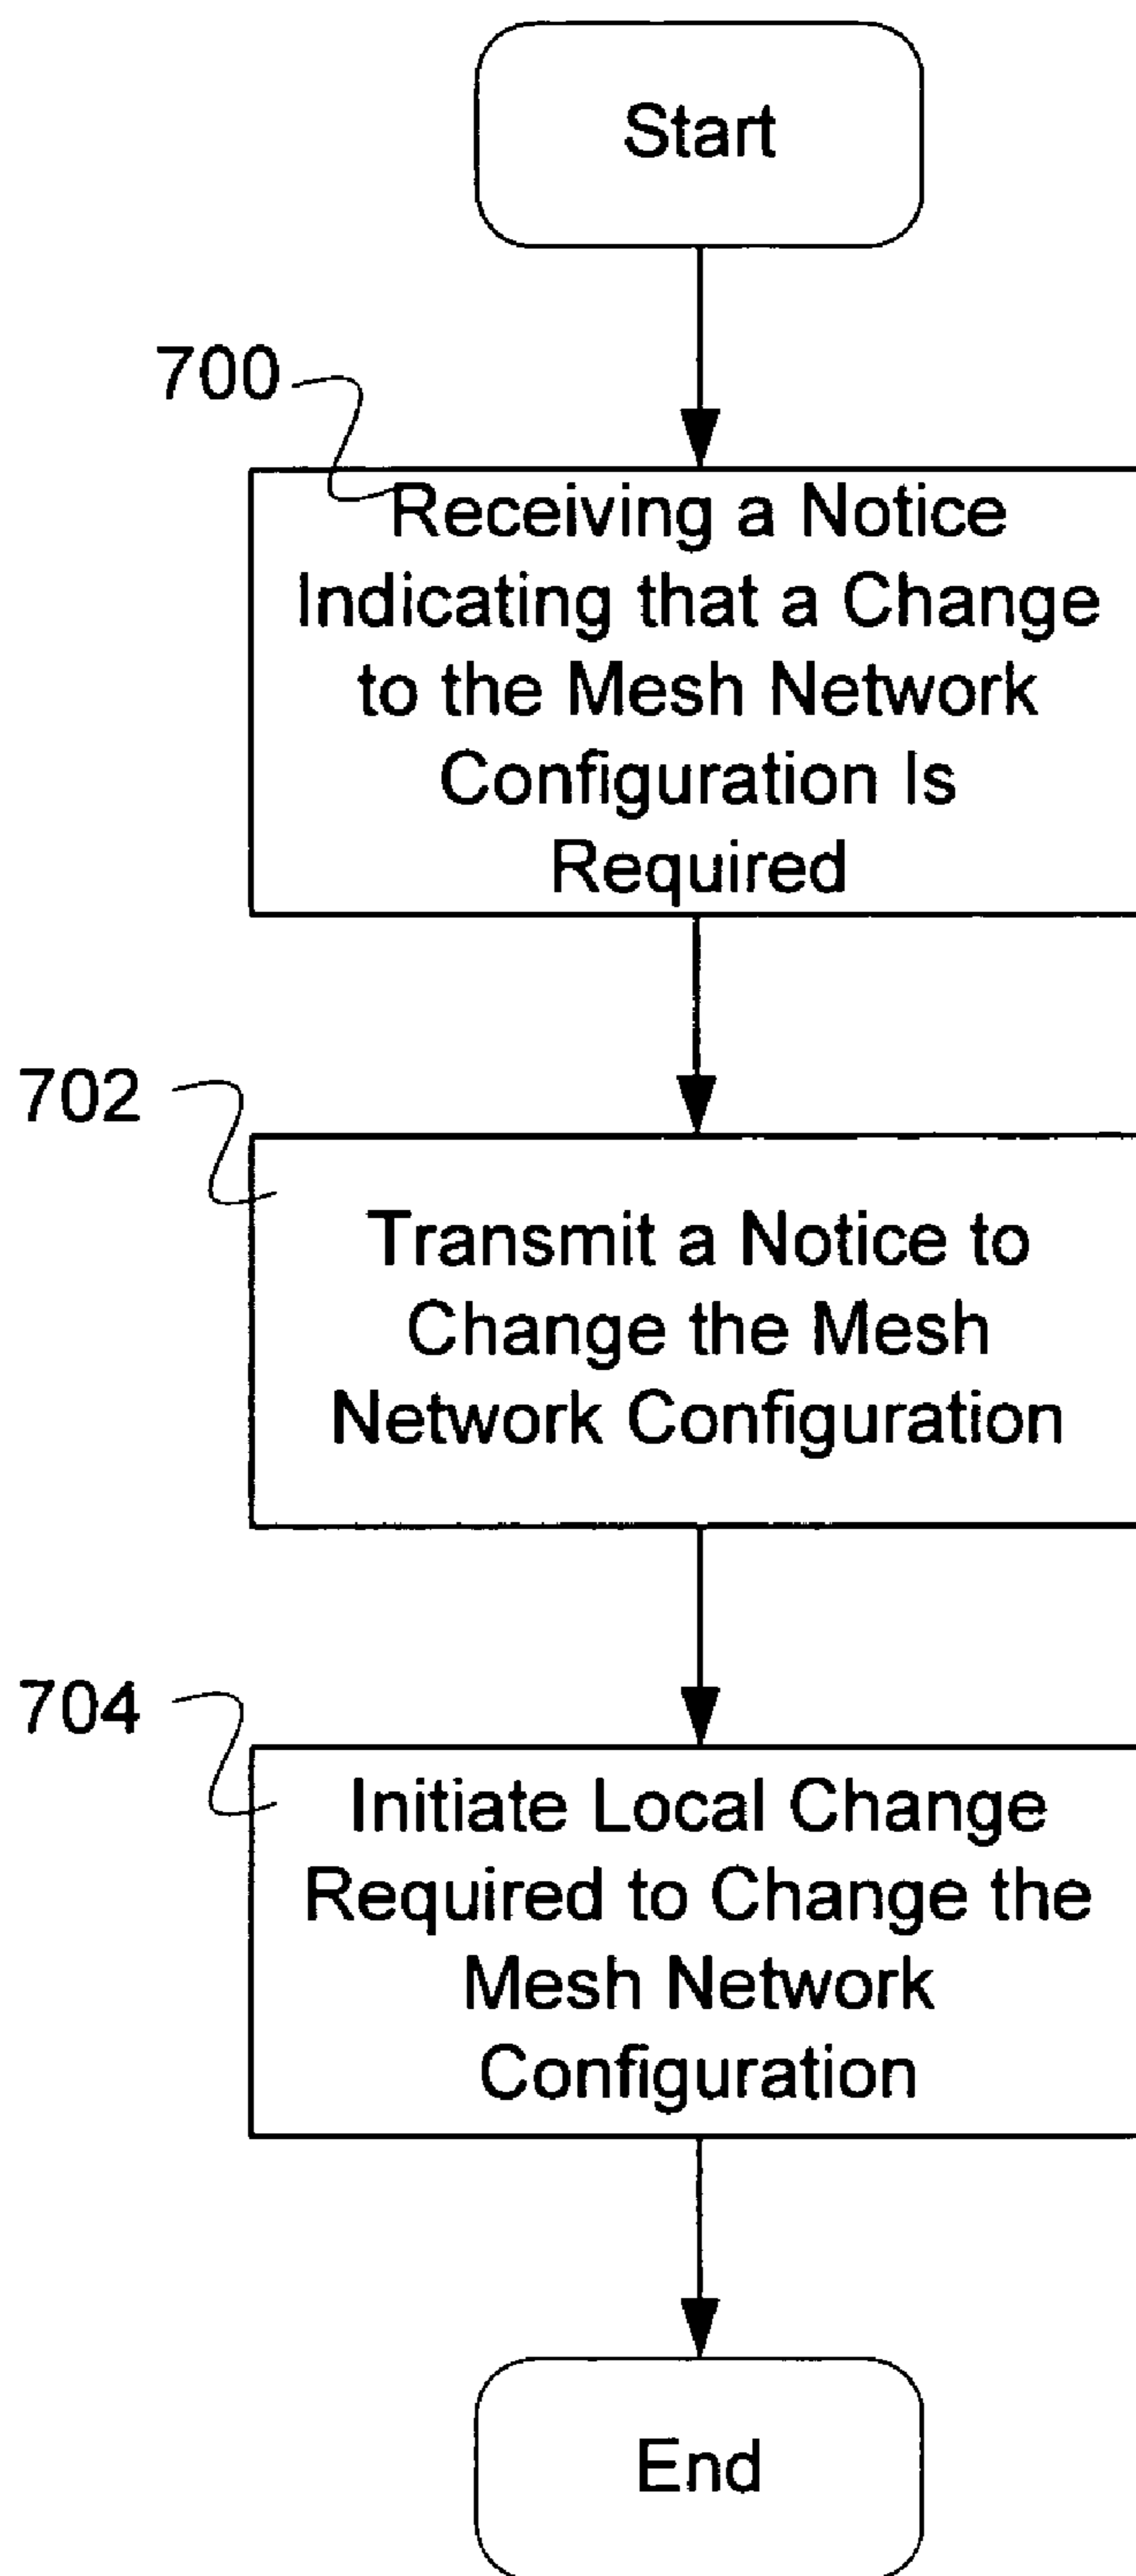 Start
700
Receiving a Notice
Indicating that a Change
to the Mesh Network
Configuration Is
Required
702
Transmit a Notice to
Change the Mesh
Network Configuration
704
Initiate Local Change
Required to Change the
Mesh Network
Configuration
End